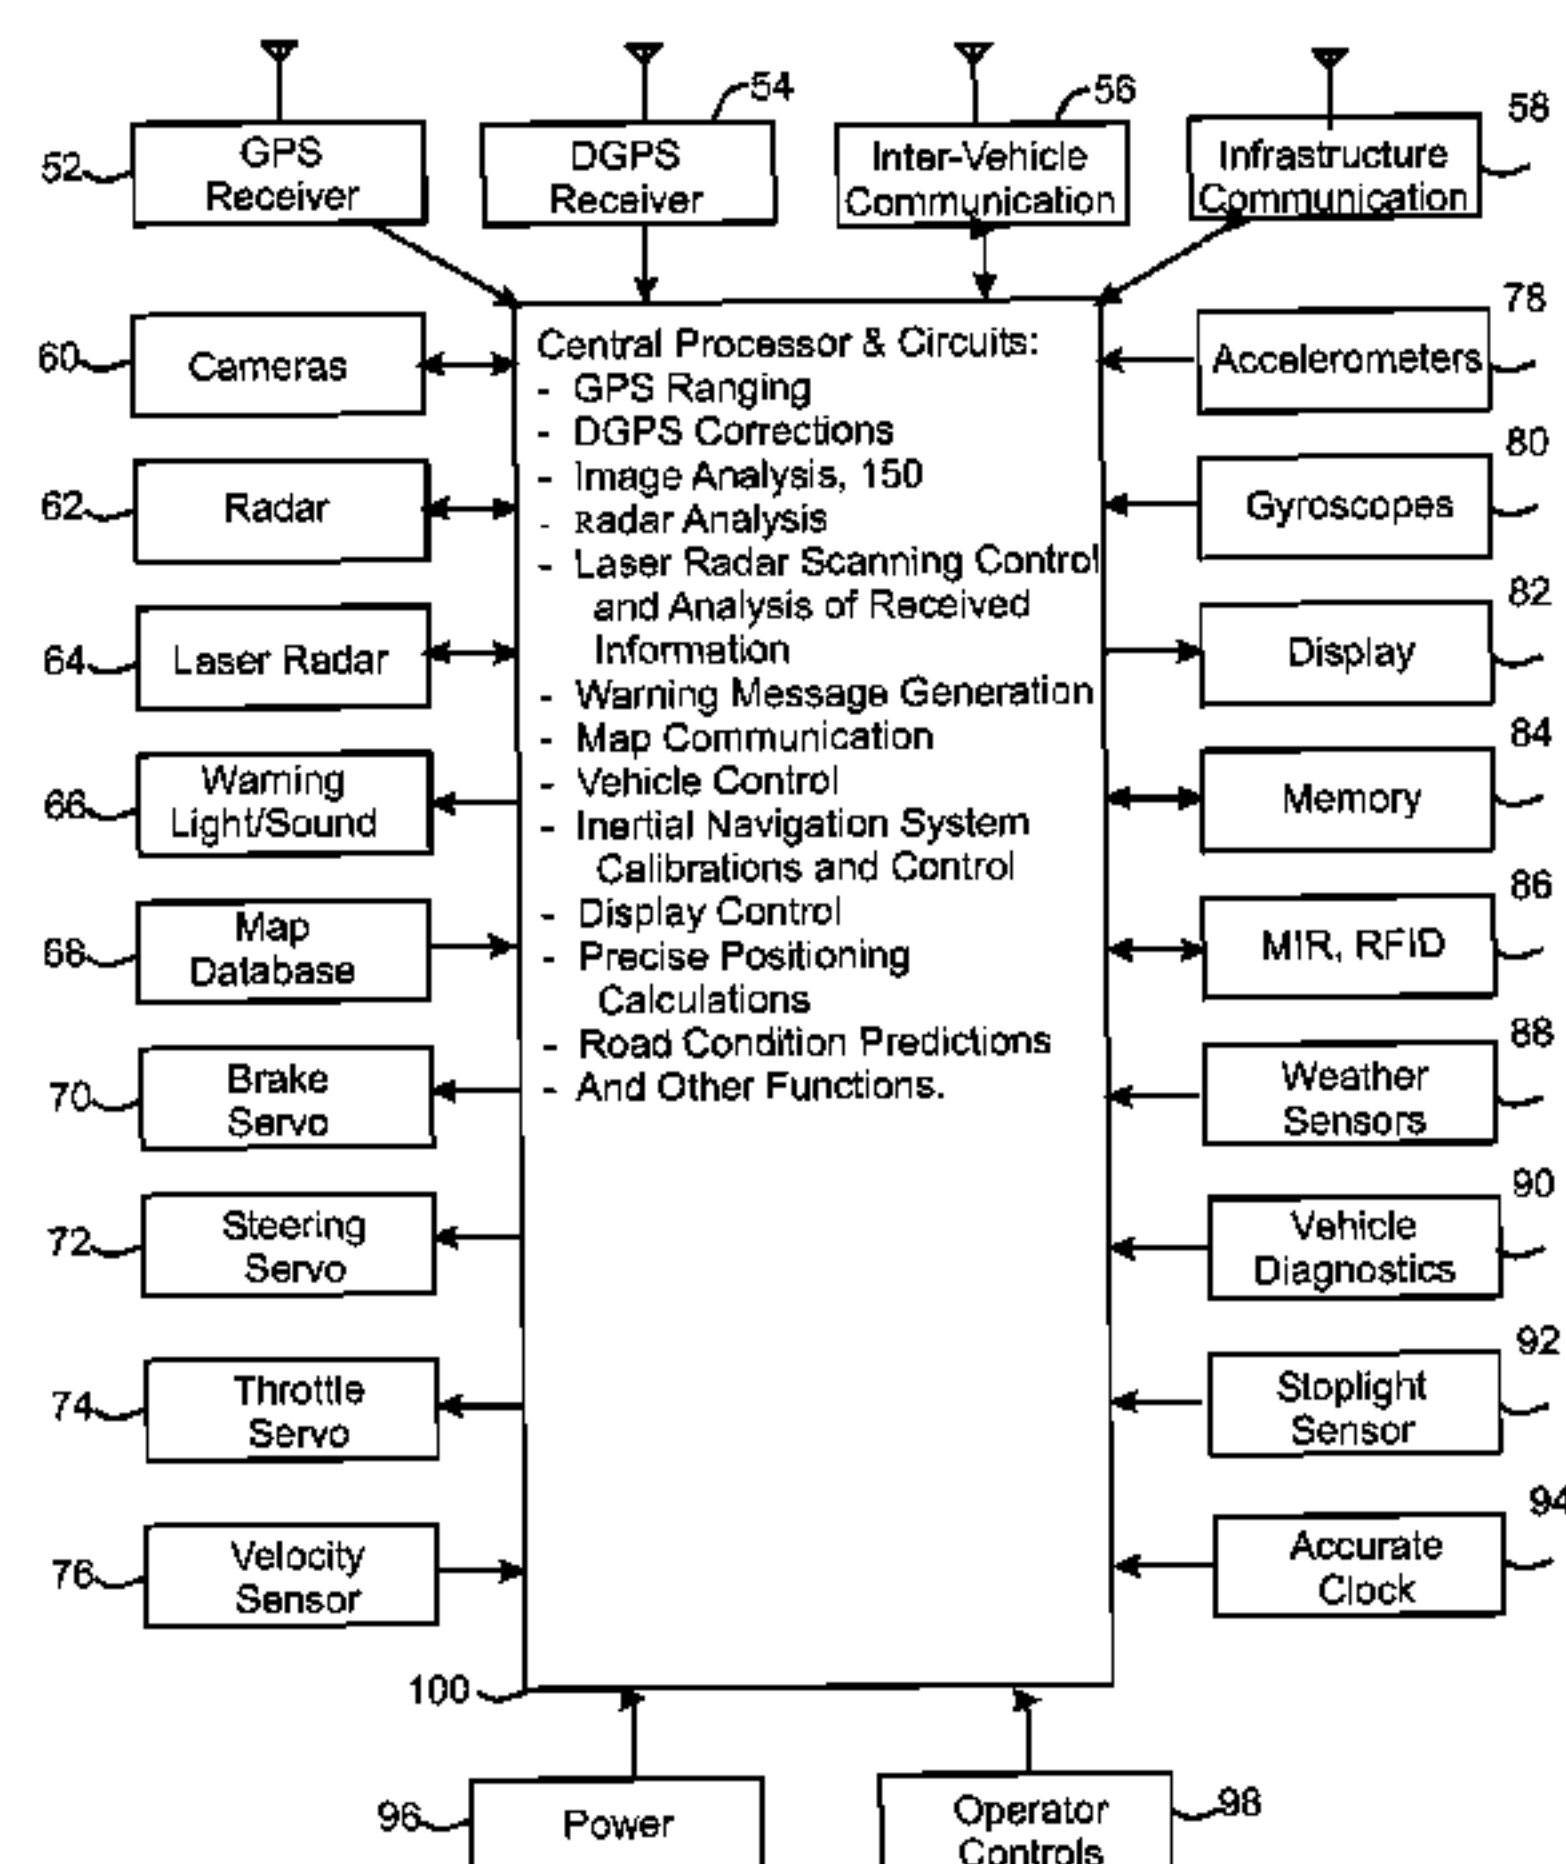 54
56
58
52
GPS
Receiver
DGPS
Receiver
Inter-Vehicle
Communication
Infrastructure
Communication
60
Cameras
62
Radar
64
Laser Radar
66
Warning
Light/Sound
68
Map
Database
70
Brake
Servo
72
Steering
Servo
74
Throttle
Servo
76
Velocity
Sensor
Central Processor & Circuits:
- GPS Ranging
- DGPS Corrections
- Image Analysis, 150
- Radar Analysis
- Laser Radar Scanning Control
and Analysis of Received
Information
- Warning Message Generation
- Map Communication
- Vehicle Control
- Inertial Navigation System
Calibrations and Control
- Display Control
- Precise Positioning
Calculations
- Road Condition Predictions
- And Other Functions.
78
Accelerometers
80
Gyroscopes
82
Display
84
Memory
86
MIR, RFID
88
Weather
Sensors
90
Vehicle
Diagnostics
92
Stoplight
Sensor
94
Accurate
Clock
100
96
Power
Operator
Controls
98